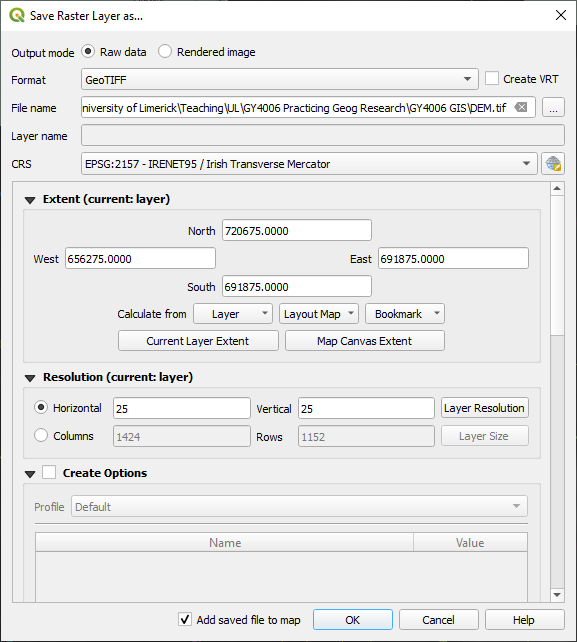 Save Raster Layer as...
Output mode Raw data Rendered image
Format GeoTIFF Create VRT
File name niversity of Limerick\Teaching\UL\GY4006 Practicing Geog Research\GY4006 GIS\DEM.tif ...
Layer name
CRS EPSG:2157 - IRENET95 / Irish Transverse Mercator
Extent (current: layer)
North 720675.0000
West 656275.0000 East 691875.0000
South 691875.0000
Calculate from Layer Layout Map Bookmark
Current Layer Extent Map Canvas Extent
Resolution (current: layer)
Horizontal 25 Vertical 25 Layer Resolution
Columns 1424 Rows 1152 Layer Size
Create Options
Profile Default
Name Value
Add saved file to map OK Cancel Help